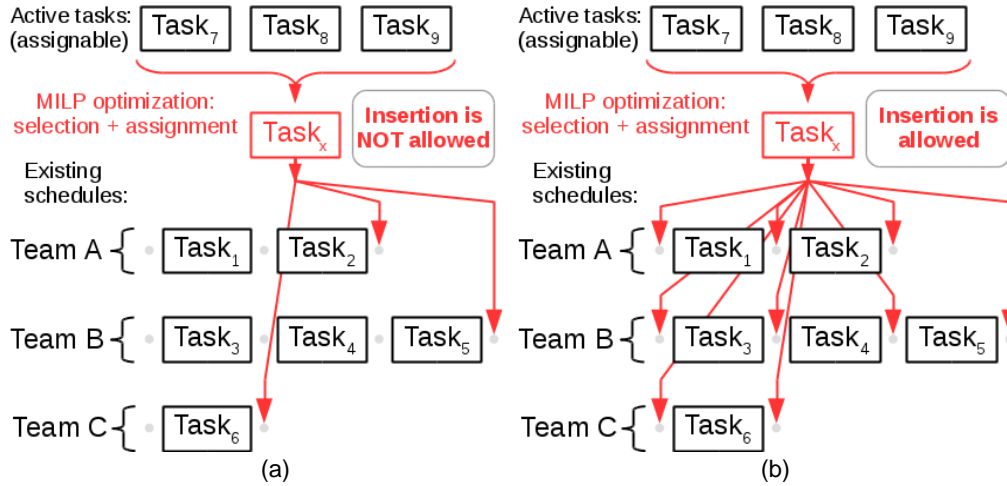 Active tasks:
(assignable)
Task7
Task8
Task9
MILP optimization:
selection + assignment
Taskx
Insertion is
NOT allowed
Existing
schedules:
Team A
Task1
Task2
Team B
Task3
Task4
Task5
Team C
Task6
(a)
Active tasks:
(assignable)
Task7
Task8
Task9
MILP optimization:
selection + assignment
Taskx
Insertion is
allowed
Existing
schedules:
Team A
Task1
Task2
Team B
Task3
Task4
Task5
Team C
Task6
(b)